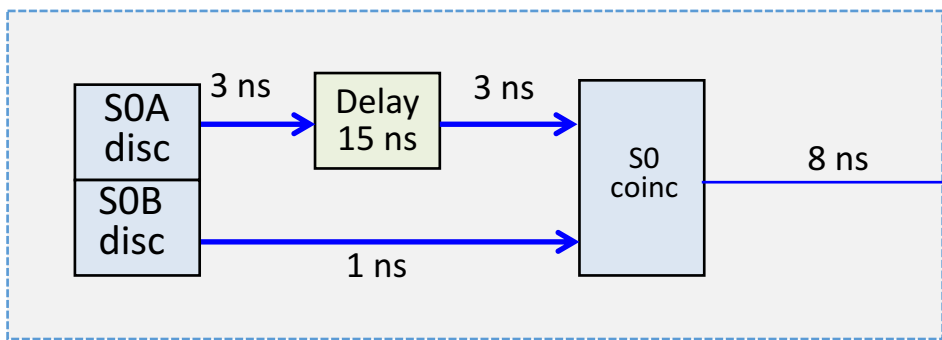 3 ns
3 ns
S0A
disc
Delay
15 ns
S0
coinc
8 ns
S0B
disc
1 ns